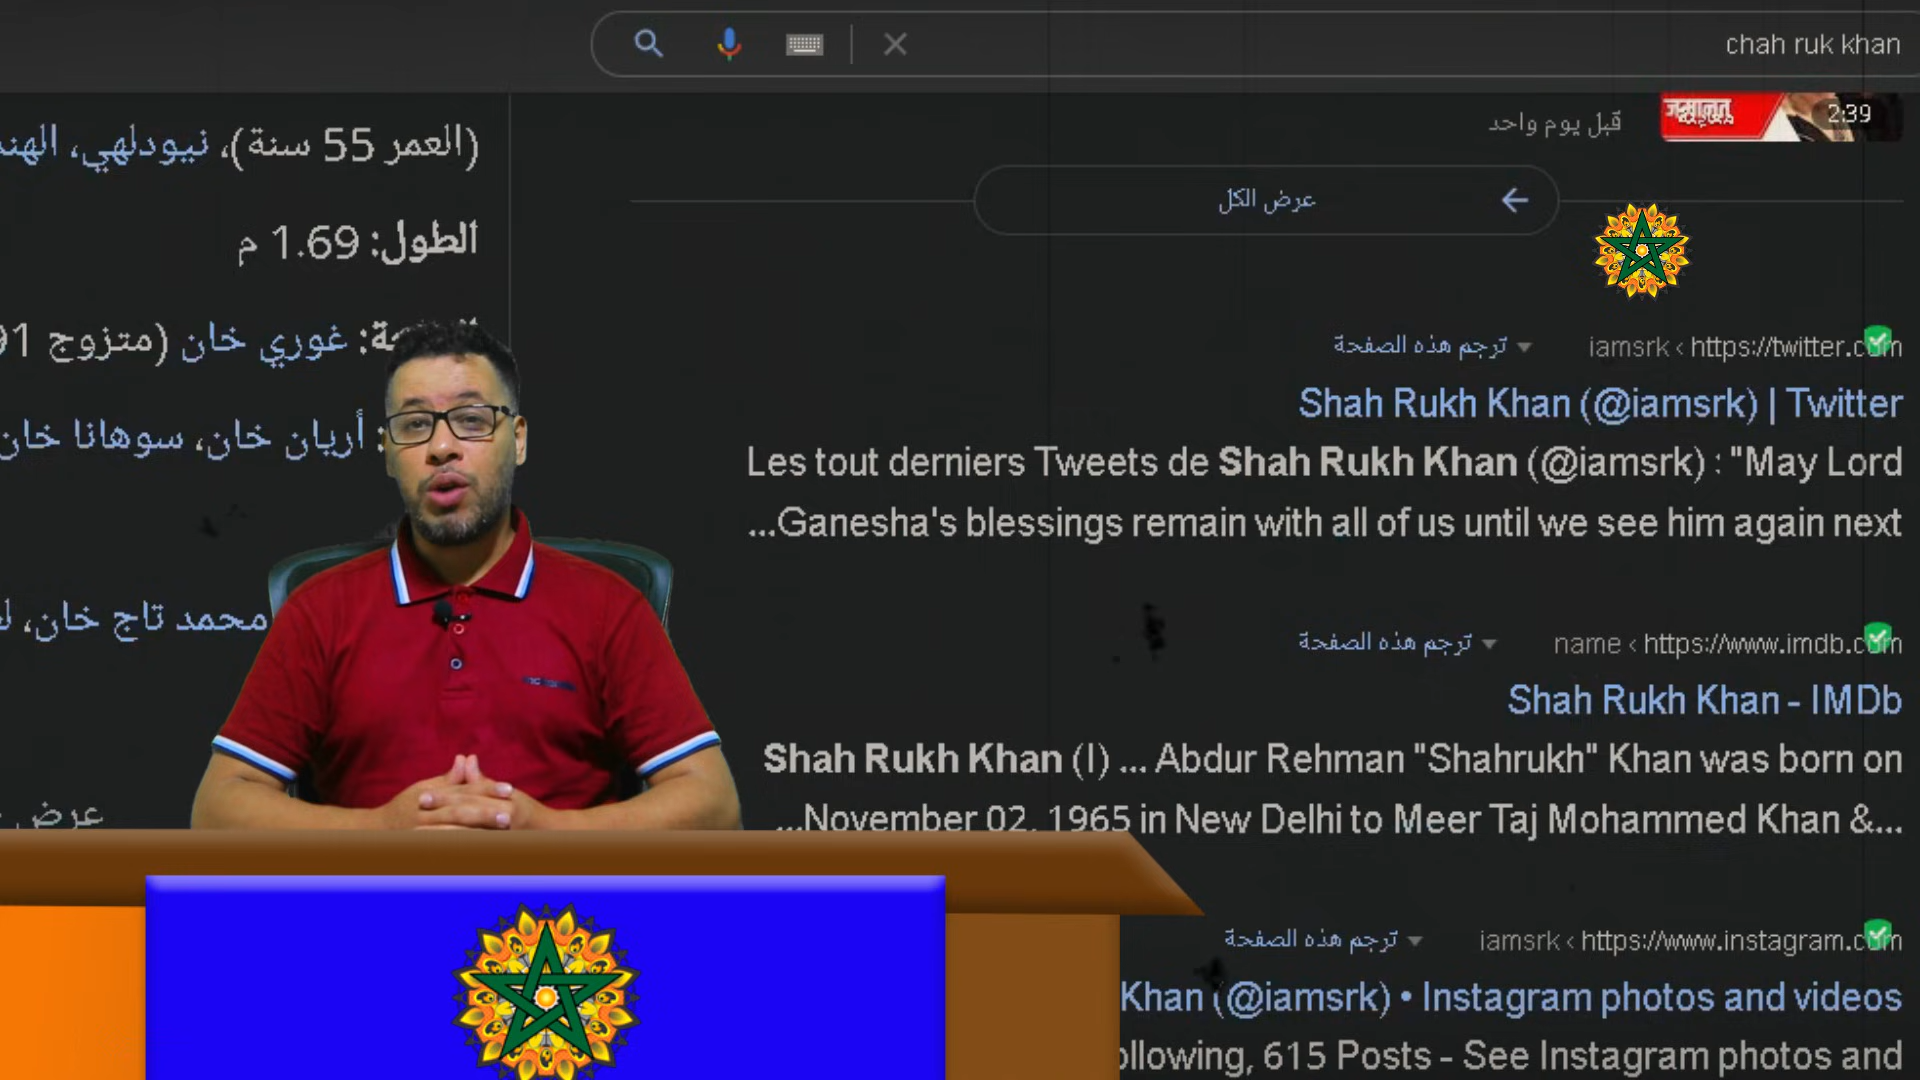 chah ruk khan
2:39
قبل يوم واحد
عرض الكل
iamsrk › https://twitter.com
ترجم هذه الصفحة
Shah Rukh Khan (@iamsrk) | Twitter
Les tout derniers Tweets de Shah Rukh Khan (@iamsrk) : "May Lord
...Ganesha's blessings remain with all of us until we see him again next
name › https://www.imdb.com
ترجم هذه الصفحة
Shah Rukh Khan - IMDb
Shah Rukh Khan (I) ... Abdur Rehman "Shahrukh" Khan was born on
...November 02, 1965 in New Delhi to Meer Taj Mohammed Khan &...
iamsrk › https://www.instagram.com
ترجم هذه الصفحة
Khan (@iamsrk) • Instagram photos and videos
615 Posts - See Instagram photos and
(العمر 55 سنة)، نيودلهي، الهند
الطول: 1.69 م
غوري خان (متزوج
أريان خان، سوهانا خان
محمد تاج خان،
عرض